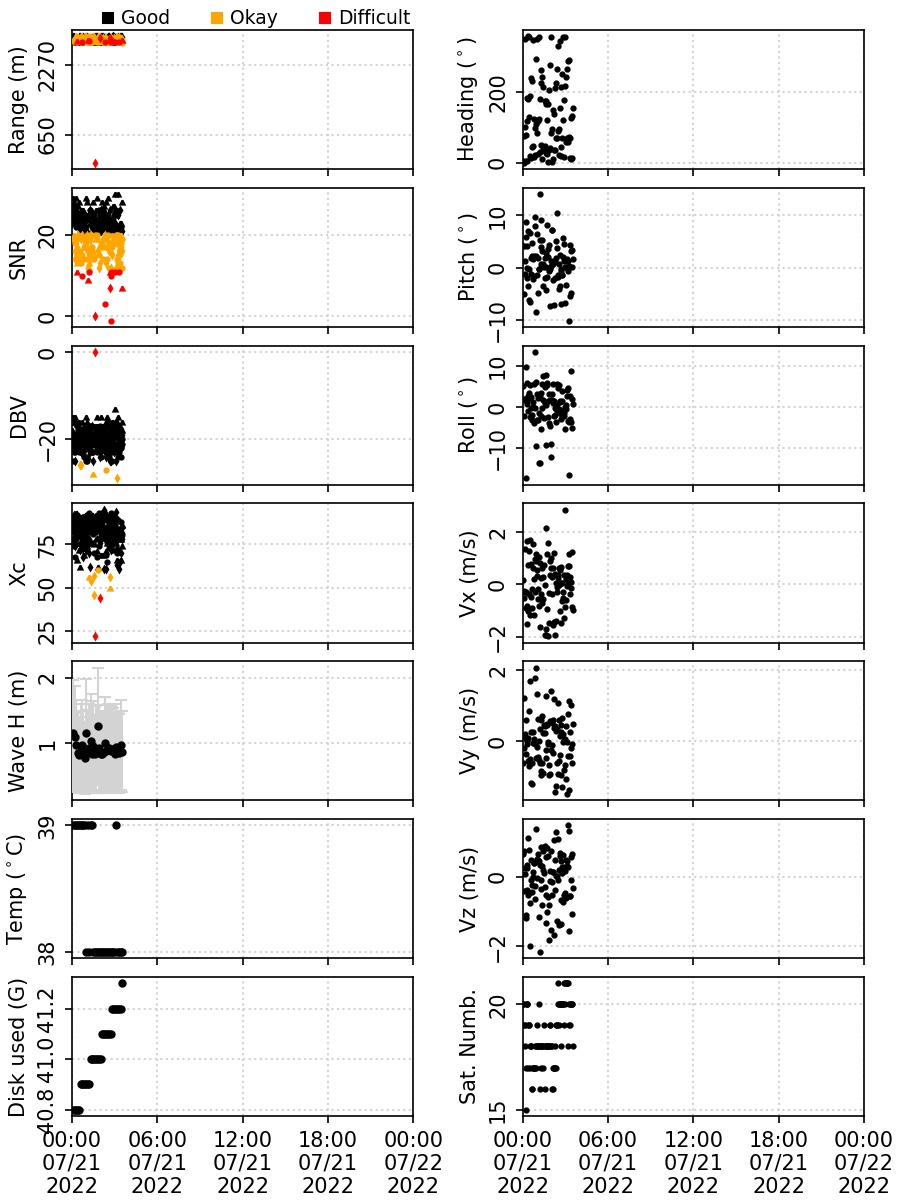 Good Okay Difficult
Range (m)
2270
650
Heading (°)
200
0
SNR
20
0
Pitch (°)
10
0
−10
DBV
0
−20
Roll (°)
10
0
−10
Xc
75
50
25
Vx (m/s)
2
0
−2
Wave H (m)
2
1
Vy (m/s)
2
0
Temp (°C)
39
38
Vz (m/s)
0
−2
Disk used (G)
41.2
41.0
40.8
Sat. Numb.
20
15
00:00 06:00 12:00 18:00 00:00 00:00 06:00 12:00 18:00 00:00
07/21 07/21 07/21 07/21 07/22 07/21 07/21 07/21 07/21 07/22
2022 2022 2022 2022 2022 2022 2022 2022 2022 2022